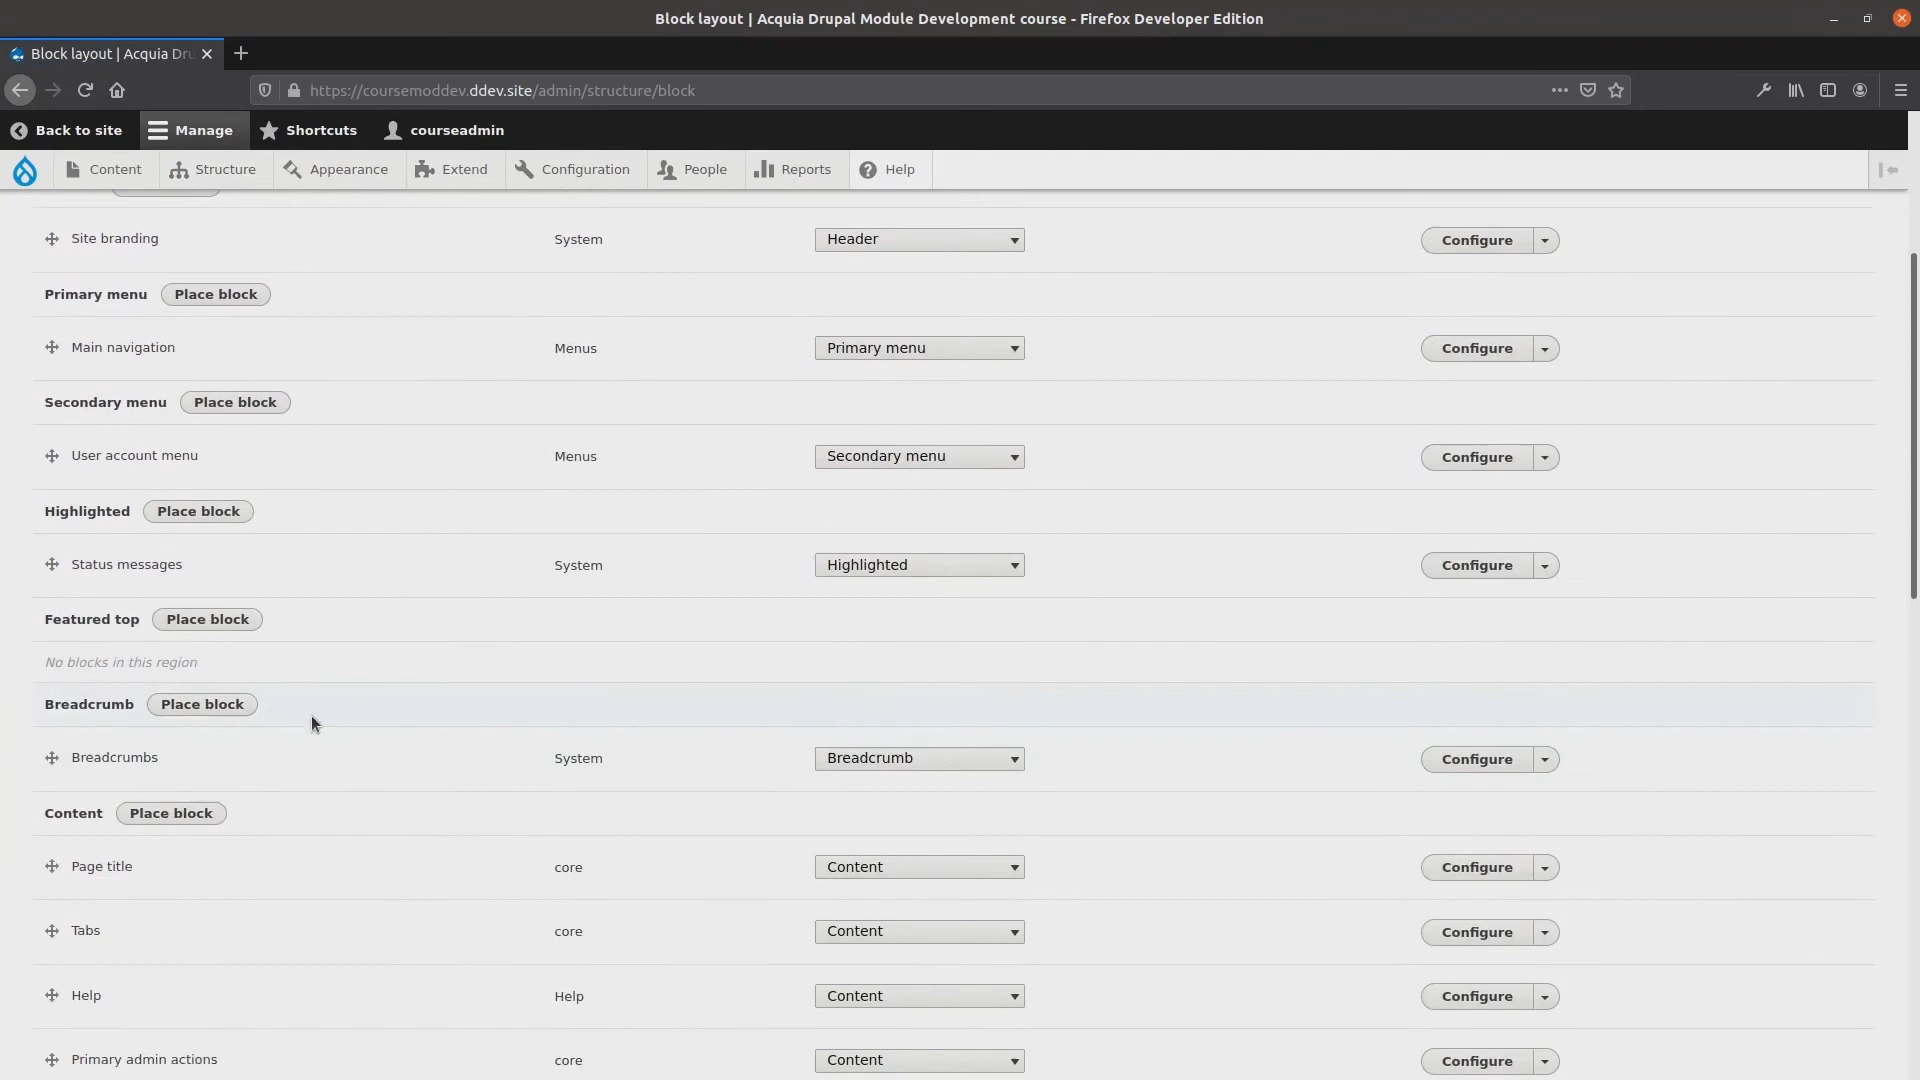 Block layout | Acquia Drupal Module Development course - Firefox Developer Edition
Block layout | Acquia Dru
https://coursemoddev.ddev.site/admin/structure/block
Back to site Manage Shortcuts courseadmin
Content Structure Appearance Extend Configuration People Reports Help
Site branding System Header Configure
Primary menu Place block
Main navigation Menus Primary menu Configure
Secondary menu Place block
User account menu Menus Secondary menu Configure
Highlighted Place block
Status messages System Highlighted Configure
Featured top Place block
No blocks in this region
Breadcrumb Place block
Breadcrumbs System Breadcrumb Configure
Content Place block
Page title core Content Configure
Tabs core Content Configure
Help Help Content Configure
Primary admin actions core Content Configure